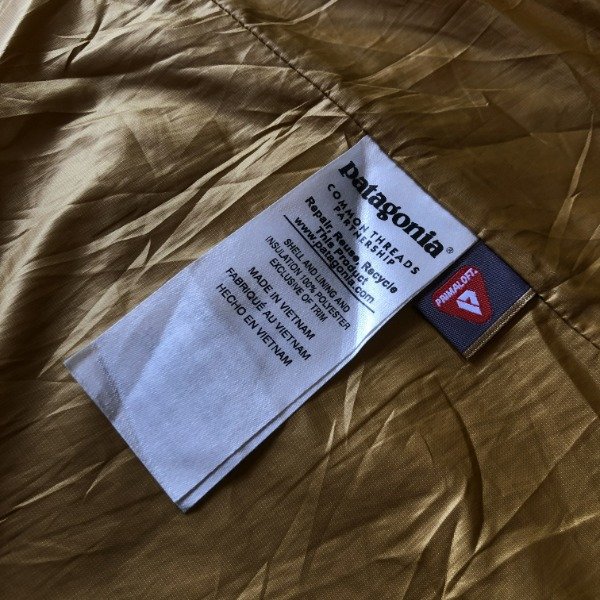 patagonia®
COMMON THREADS
PARTNERSHIP
Repair, Reuse, Recycle
This Product
www.patagonia.com
SHELL AND LINING AND
INSULATION 100% POLYESTER
EXCLUSIVE OF TRIM
MADE IN VIETNAM
FABRIQUÉ AU VIETNAM
HECHO EN VIETNAM
PRIMALOFT®